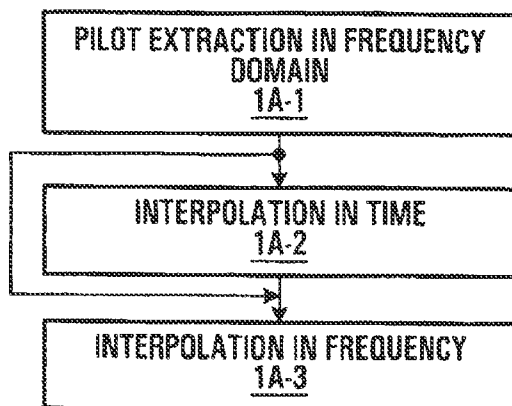 PILOT EXTRACTION IN FREQUENCY
DOMAIN
1A-1
INTERPOLATION IN TIME
1A-2
INTERPOLATION IN FREQUENCY
1A-3